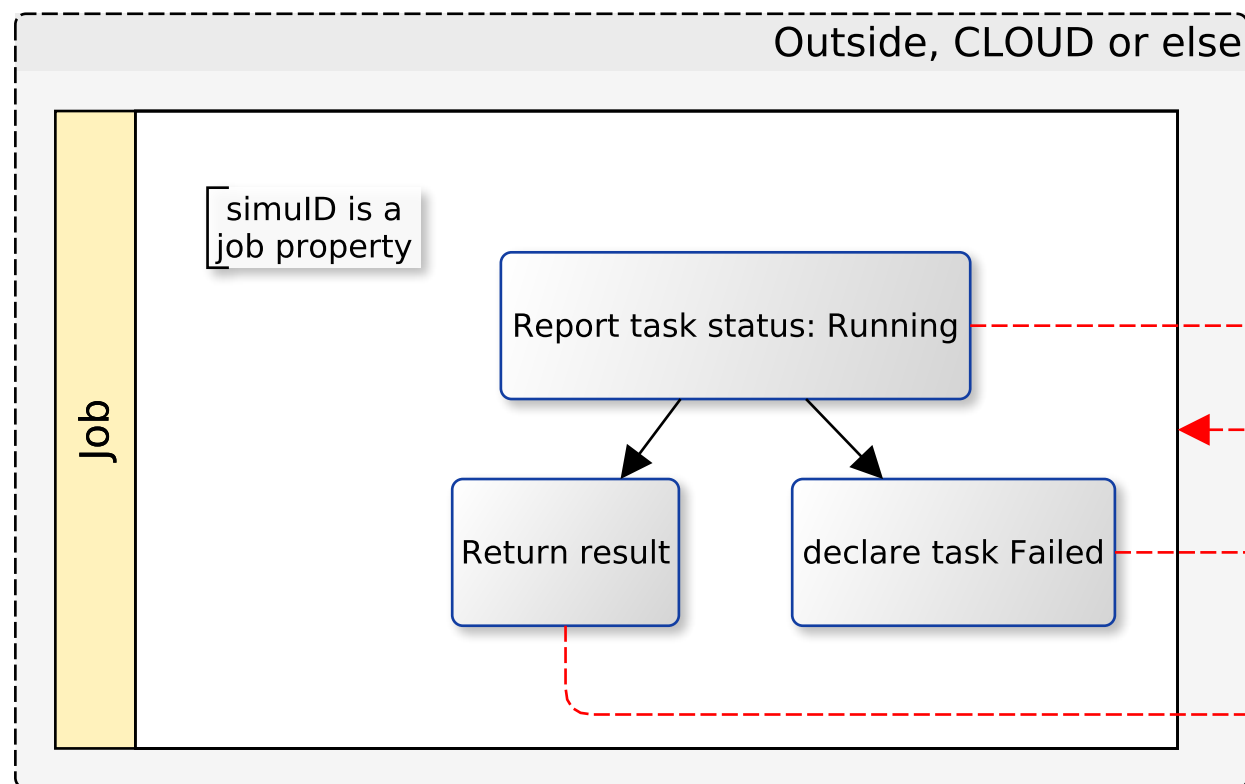 Outside, CLOUD or else
Job
simuID is a
job property
Report task status: Running
Return result
declare task Failed